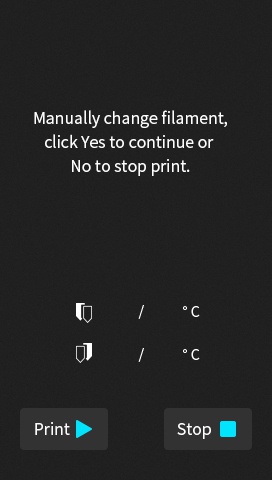 Manually change filament,
click Yes to continue or
No to stop print.
/ °C
/ °C
Print
Stop